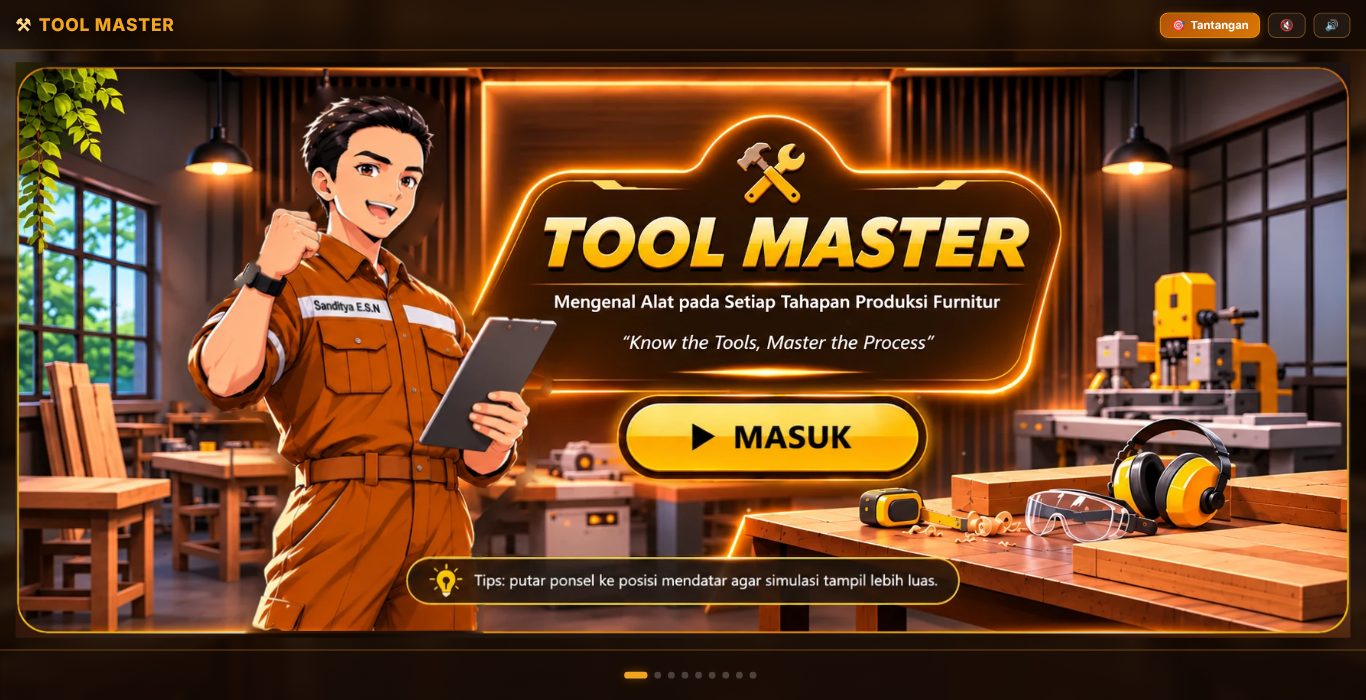 TOOL MASTER
Tantangan
Sanditya E.S.N
TOOL MASTER
Mengenal Alat pada Setiap Tahapan Produksi Furnitur
“Know the Tools, Master the Process”
MASUK
Tips: putar ponsel ke posisi mendatar agar simulasi tampil lebih luas.